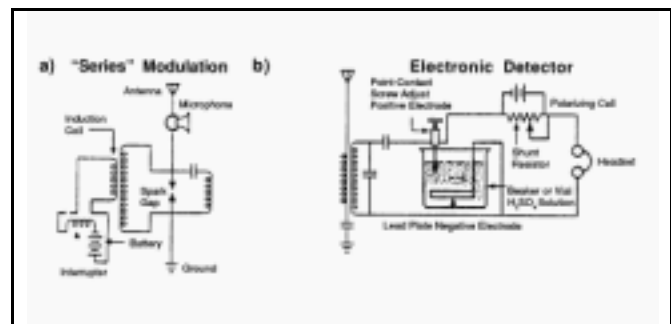 a) "Series" Modulation
Antenna
Microphone
Induction
Coil
Spark
Gap
Battery
Interrupter
Ground
b) Electronic Detector
Point Contact
Screw Adjust
Positive Electrode
Polarizing Cell
Shunt
Resistor
Headset
Beaker or Vial
H₂SO₄ Solution
Lead Plate Negative Electrode